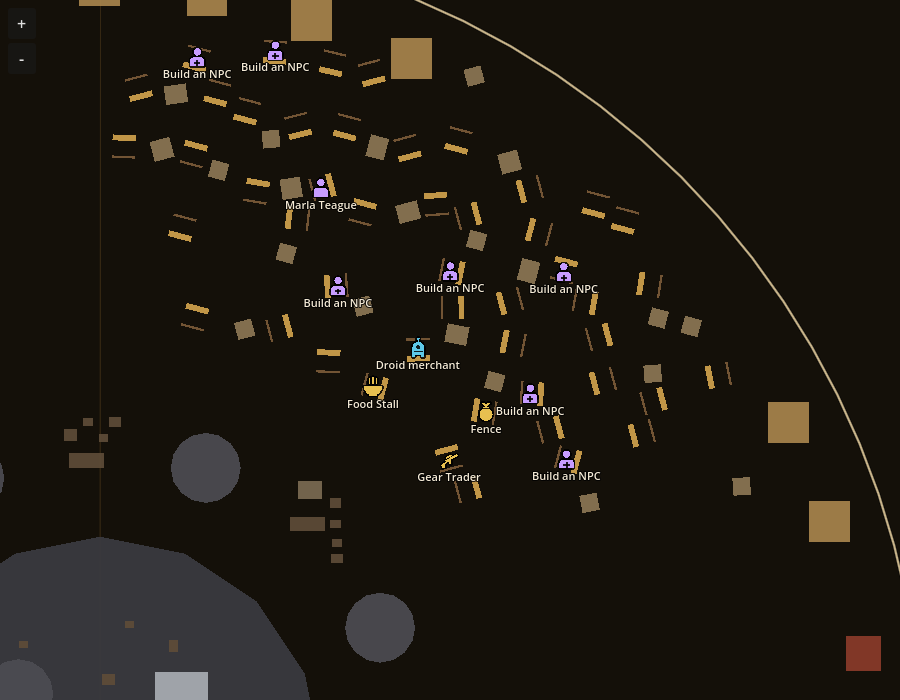 +
-
Build an NPC
Build an NPC
Marla Teague
Build an NPC
Build an NPC
Build an NPC
Droid merchant
Food Stall
Build an NPC
Fence
Gear Trader
Build an NPC